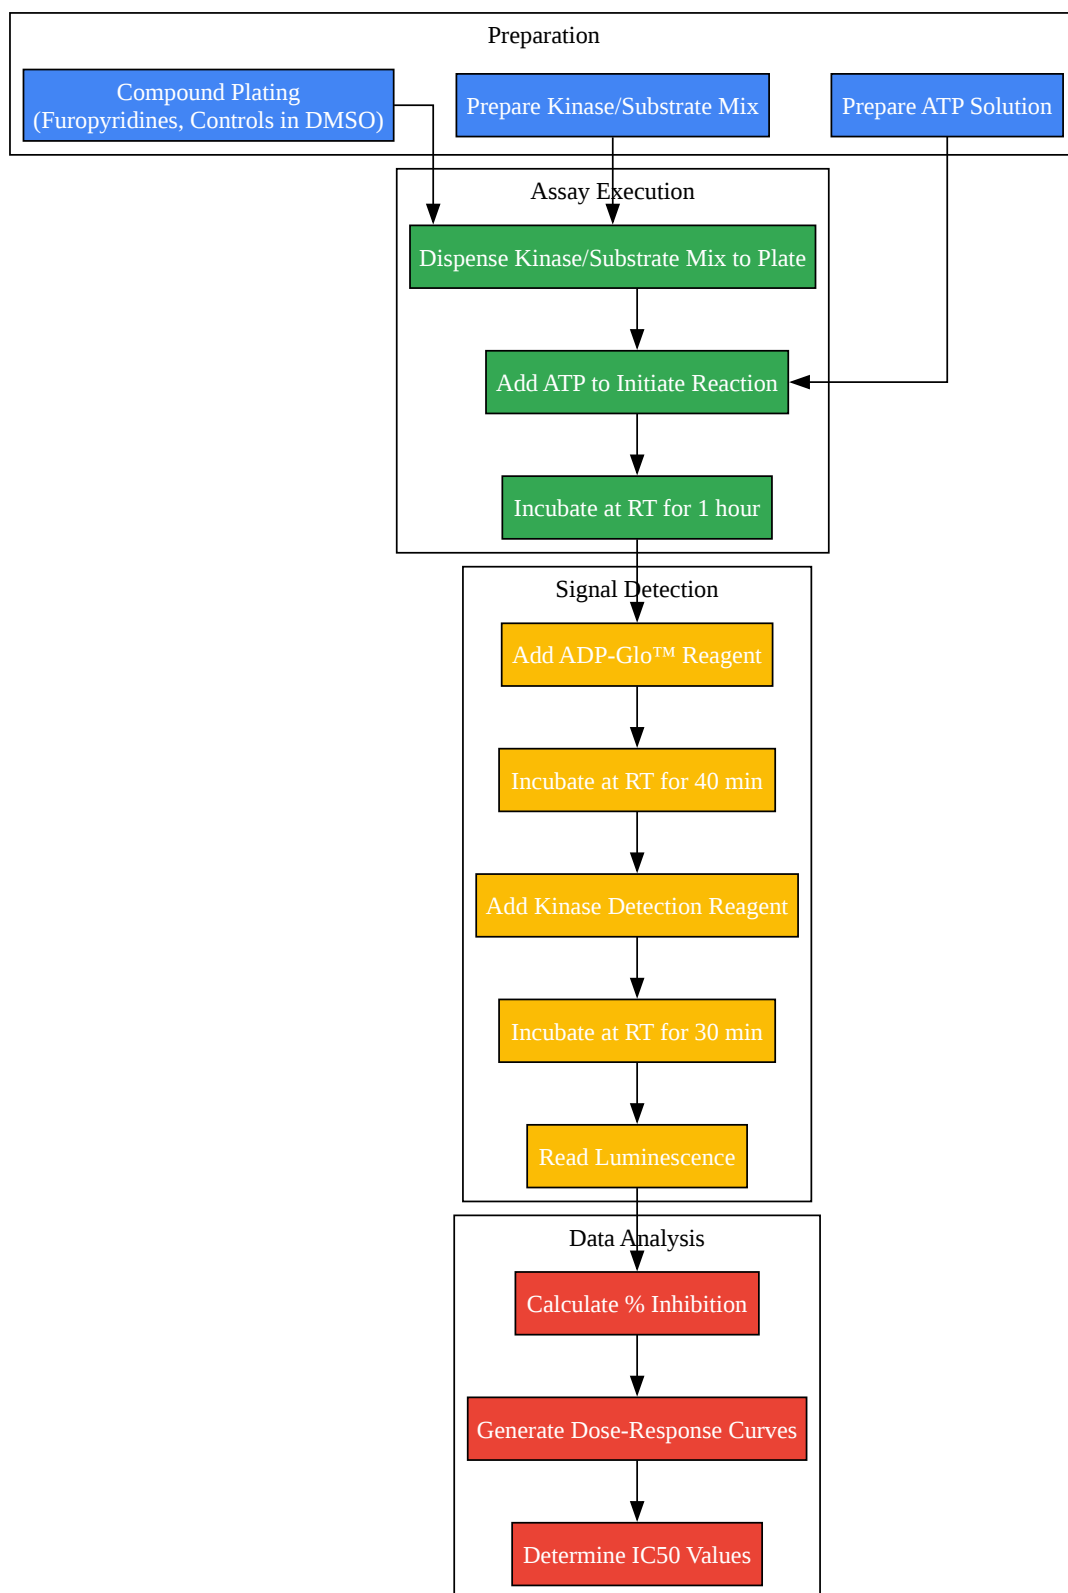 Preparation
Compound Plating
(Furopyridines, Controls in DMSO)
Prepare Kinase/Substrate Mix
Prepare ATP Solution
Assay Execution
Dispense Kinase/Substrate Mix to Plate
Add ATP to Initiate Reaction
Incubate at RT for 1 hour
Signal Detection
Add ADP-Glo™ Reagent
Incubate at RT for 40 min
Add Kinase Detection Reagent
Incubate at RT for 30 min
Read Luminescence
Data Analysis
Calculate % Inhibition
Generate Dose-Response Curves
Determine IC50 Values